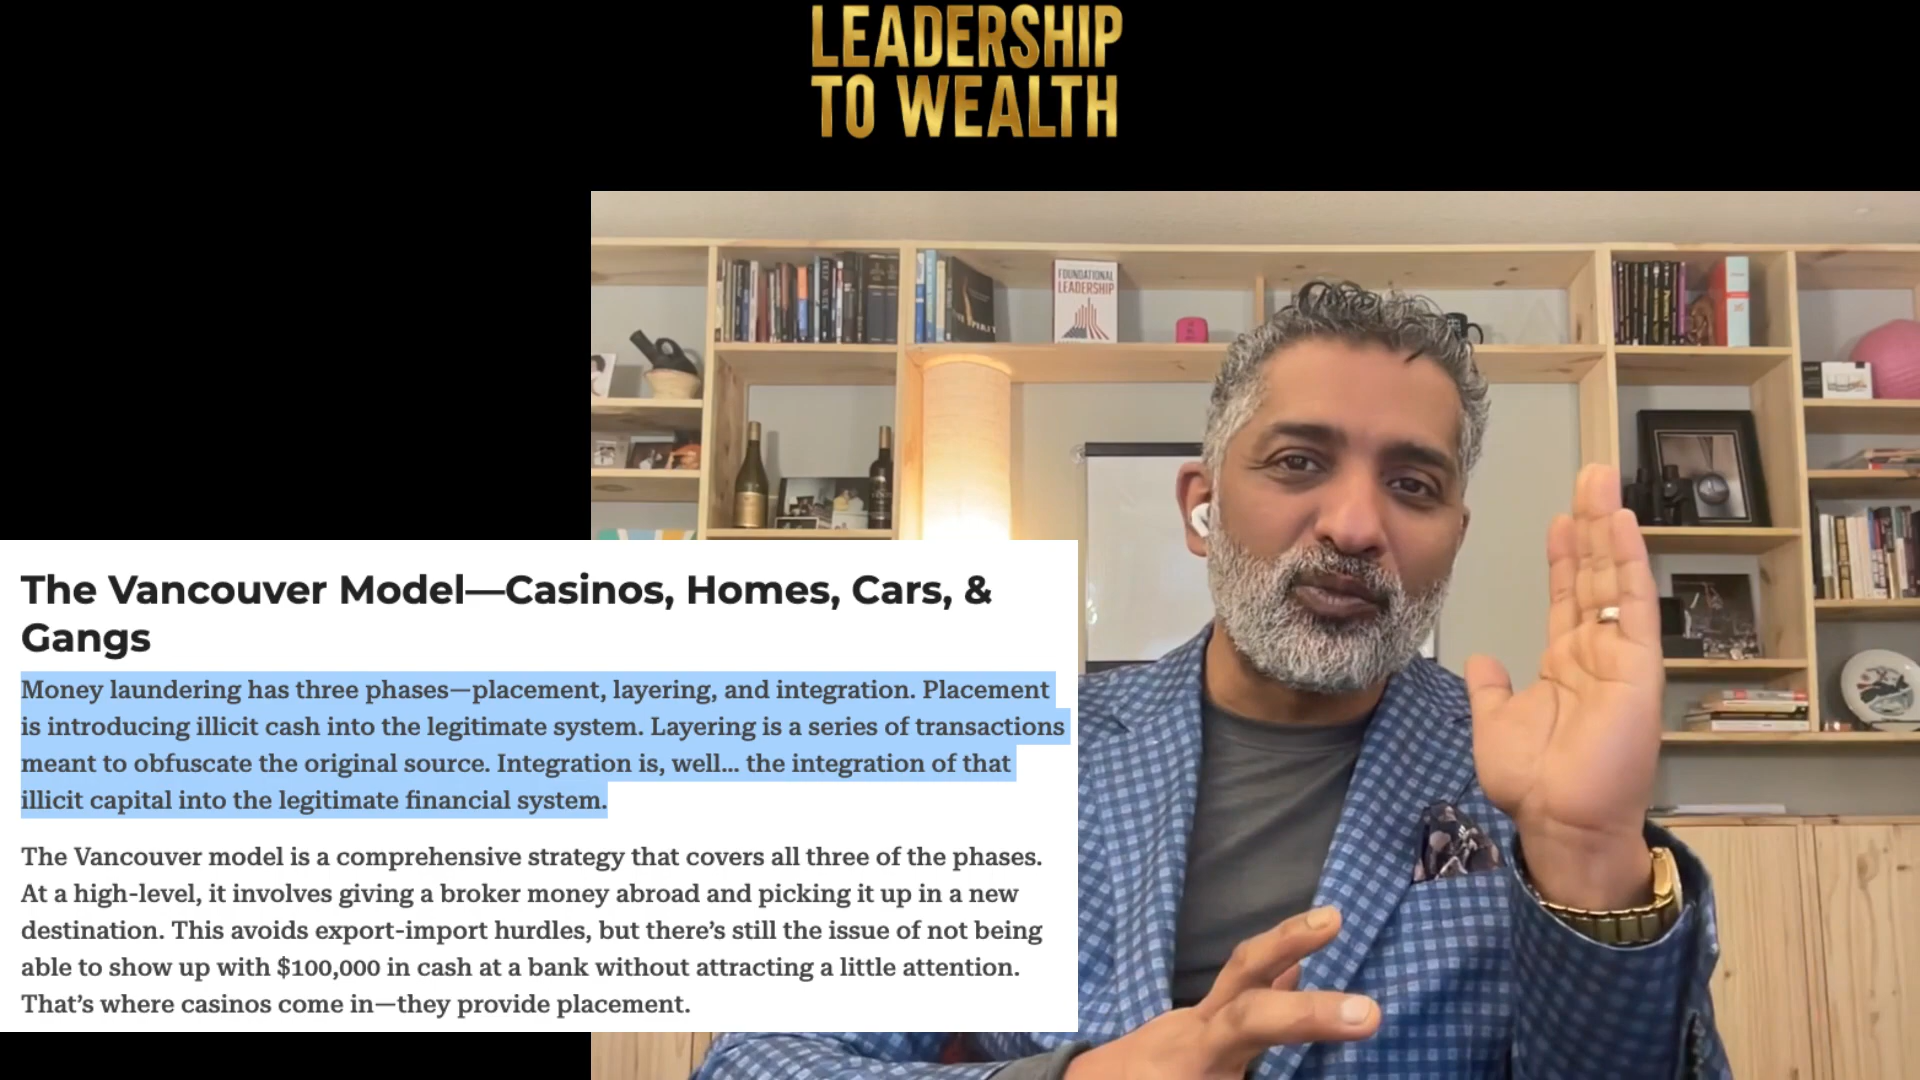 LEADERSHIP
TO WEALTH
FOUNDATIONAL
LEADERSHIP
The Vancouver Model—Casinos, Homes, Cars, &
Gangs
Money laundering has three phases—placement, layering, and integration. Placement
is introducing illicit cash into the legitimate system. Layering is a series of transactions
meant to obfuscate the original source. Integration is, well... the integration of that
illicit capital into the legitimate financial system.
The Vancouver model is a comprehensive strategy that covers all three of the phases.
At a high-level, it involves giving a broker money abroad and picking it up in a new
destination. This avoids export-import hurdles, but there’s still the issue of not being
able to show up with $100,000 in cash at a bank without attracting a little attention.
That’s where casinos come in—they provide placement.